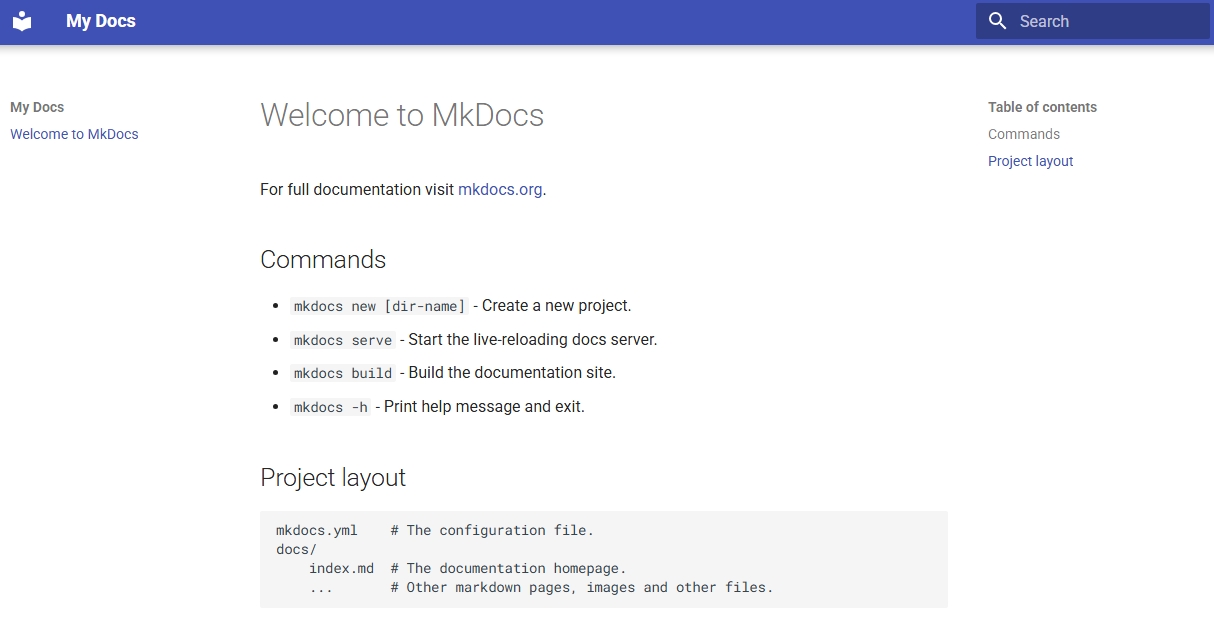 My Docs
Search
My Docs
Welcome to MkDocs
Welcome to MkDocs
For full documentation visit mkdocs.org.
Commands
mkdocs new [dir-name] - Create a new project.
mkdocs serve - Start the live-reloading docs server.
mkdocs build - Build the documentation site.
mkdocs -h - Print help message and exit.
Project layout
mkdocs.yml    # The configuration file.
docs/
    index.md  # The documentation homepage.
    ...       # Other markdown pages, images and other files.
Table of contents
Commands
Project layout